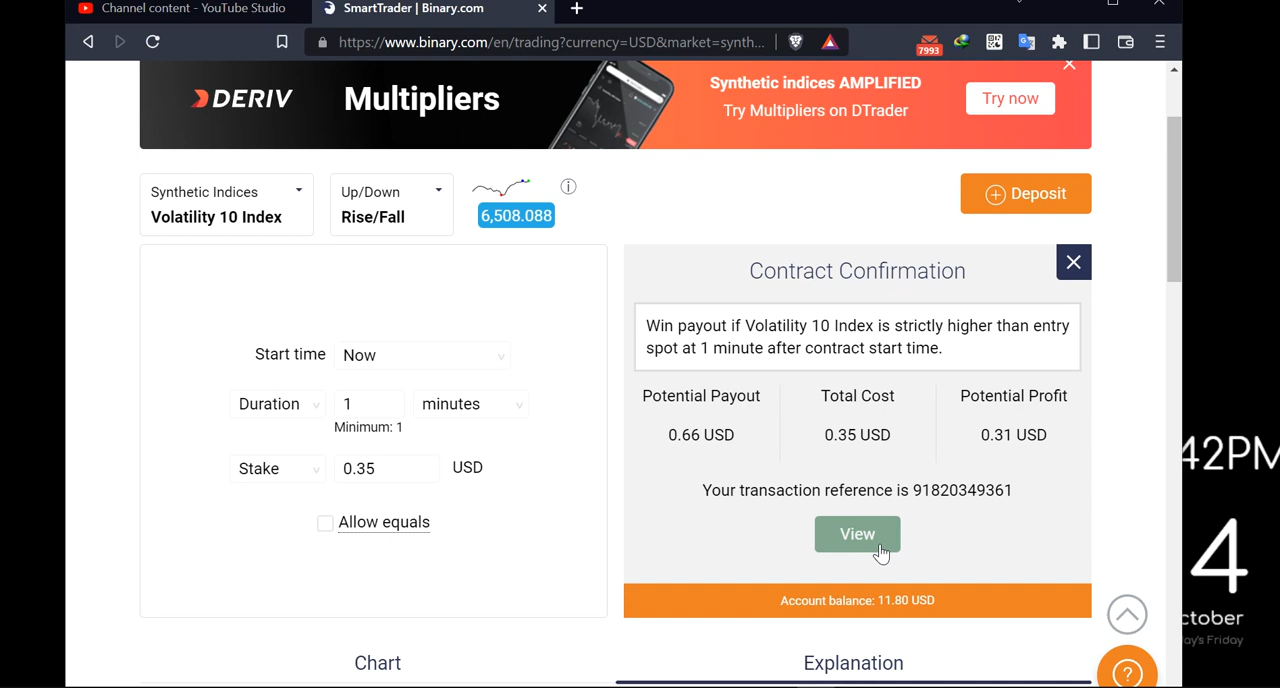 Channel content - YouTube Studio
SmartTrader | Binary.com
https://www.binary.com/en/trading?currency=USD&market=synth...
7993
DERIV
Multipliers
Synthetic indices AMPLIFIED
Try Multipliers on DTrader
Try now
Synthetic Indices
Volatility 10 Index
Up/Down
Rise/Fall
6,508.088
Deposit
Start time
Now
Duration
1
minutes
Minimum: 1
Stake
0.35
USD
Allow equals
Contract Confirmation
Win payout if Volatility 10 Index is strictly higher than entry
spot at 1 minute after contract start time.
Potential Payout
Total Cost
Potential Profit
0.66 USD
0.35 USD
0.31 USD
Your transaction reference is 91820349361
View
Account balance: 11.80 USD
Chart
Explanation
?
42PM
4
ctober
ay's Friday